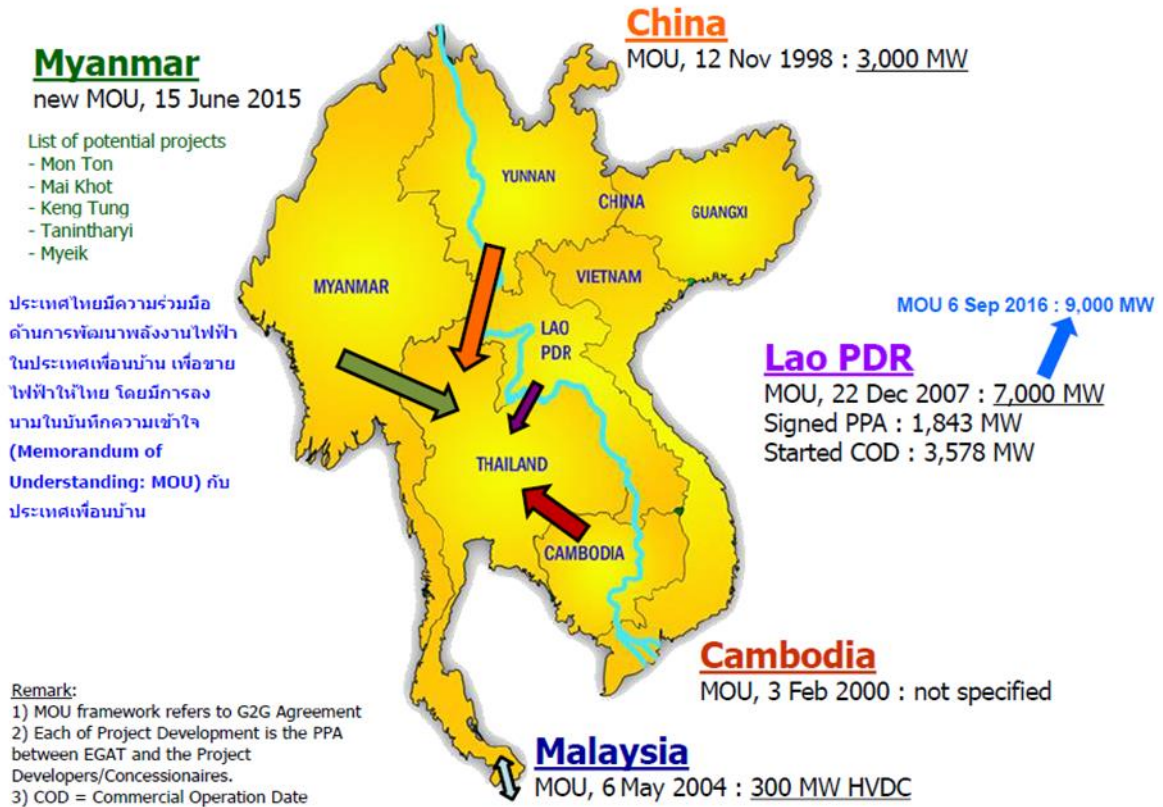 China
MOU, 12 Nov 1998 : 3,000 MW
Myanmar
new MOU, 15 June 2015
List of potential projects
- Mon Ton
- Mai Khot
- Keng Tung
- Tanintharyi
- Myeik
ประเทศไทยมีความร่วมมือ
ด้านการพัฒนาพลังงานไฟฟ้า
ในประเทศเพื่อนบ้าน เพื่อขาย
ไฟฟ้าให้ไทย โดยมีการลง
นามในบันทึกความเข้าใจ
(Memorandum of
Understanding: MOU) กับ
ประเทศเพื่อนบ้าน
YUNNAN
CHINA
GUANGXI
MYANMAR
VIETNAM
LAO
PDR
THAILAND
CAMBODIA
MOU 6 Sep 2016 : 9,000 MW
Lao PDR
MOU, 22 Dec 2007 : 7,000 MW
Signed PPA : 1,843 MW
Started COD : 3,578 MW
Cambodia
MOU, 3 Feb 2000 : not specified
Malaysia
MOU, 6 May 2004 : 300 MW HVDC
Remark:
1) MOU framework refers to G2G Agreement
2) Each of Project Development is the PPA
between EGAT and the Project
Developers/Concessionaires.
3) COD = Commercial Operation Date